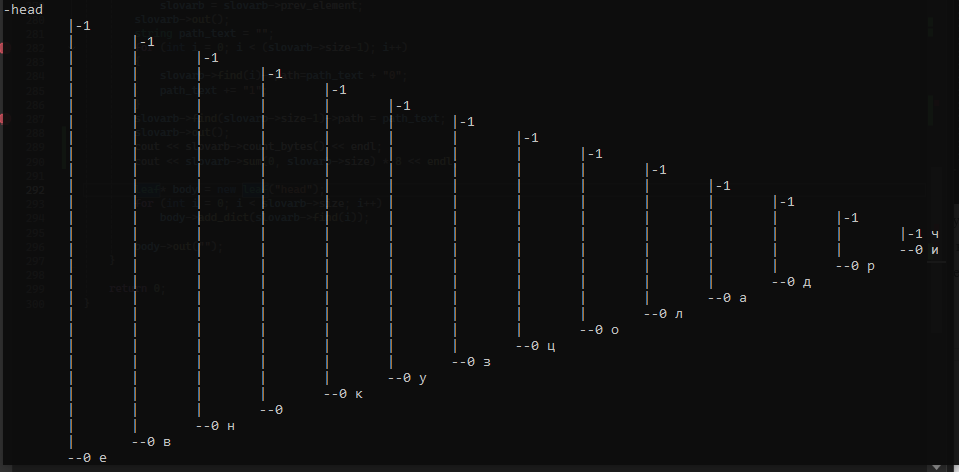 -head
|-1
| |-1
| | |-1
| | | |-1
| | | | |-1
| | | | | |-1
| | | | | | |-1
| | | | | | | |-1
| | | | | | | | |-1
| | | | | | | | | |-1
| | | | | | | | | | |-1
| | | | | | | | | | | |-1
| | | | | | | | | | | | |-1
| | | | | | | | | | | | | |-1 ч
| | | | | | | | | | | | | --0 и
| | | | | | | | | | | | --0 р
| | | | | | | | | | | --0 д
| | | | | | | | | | --0 а
| | | | | | | | | --0 л
| | | | | | | | --0 о
| | | | | | | --0 ц
| | | | | | --0 з
| | | | | --0 у
| | | | --0 к
| | | --0
| | --0 н
| --0 в
--0 е